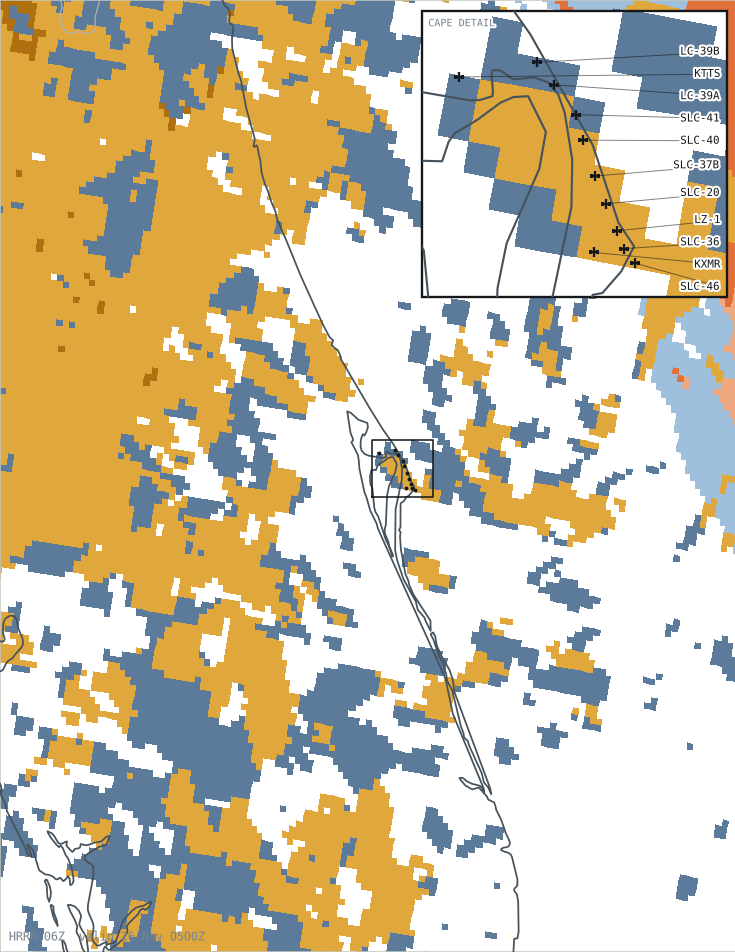 CAPE DETAIL
LC-39B
KTTS
LC-39A
SLC-41
SLC-40
SLC-37B
SLC-20
LZ-1
SLC-36
KXMR
SLC-46